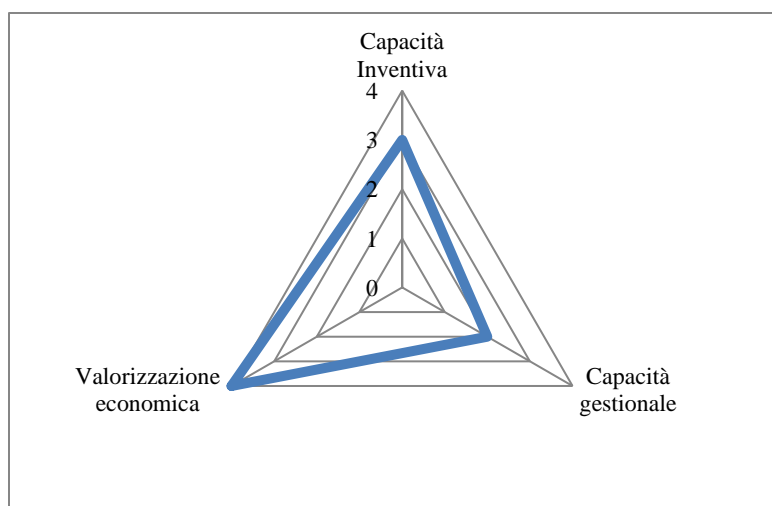 Capacità
Inventiva
4
3
2
1
0
Valorizzazione
economica
Capacità
gestionale